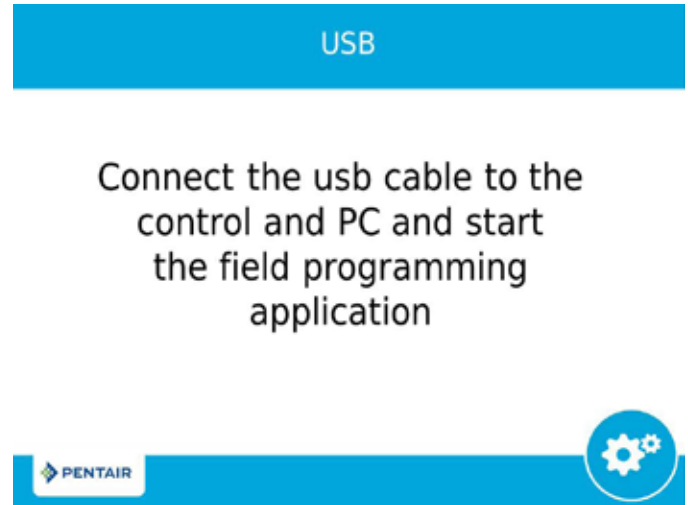 USB
Connect the usb cable to the
control and PC and start
the field programming
application
PENTAIR